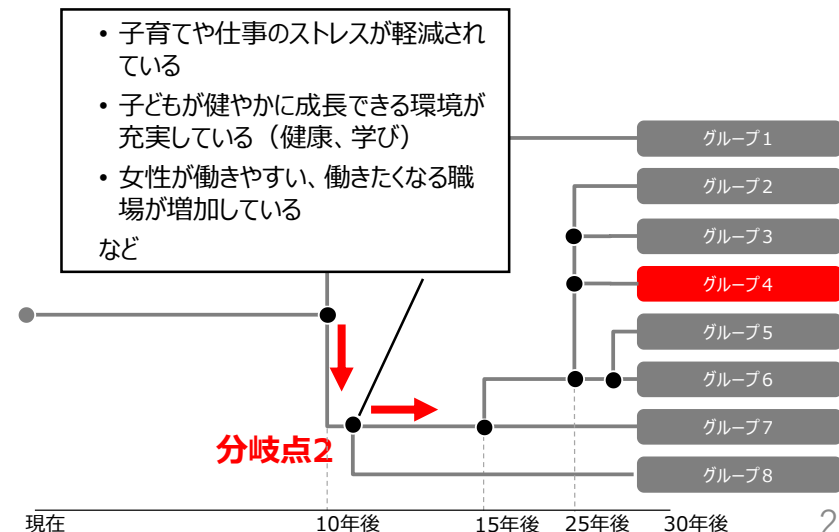 • 子育てや仕事のストレスが軽減され
ている
• 子どもが健やかに成長できる環境が
充実している（健康、学び）
• 女性が働きやすい、働きたくなる職
場が増加している
など
グループ1
グループ2
グループ3
グループ4
グループ5
グループ6
グループ7
グループ8
分岐点2
現在
10年後
15年後
25年後
30年後
2